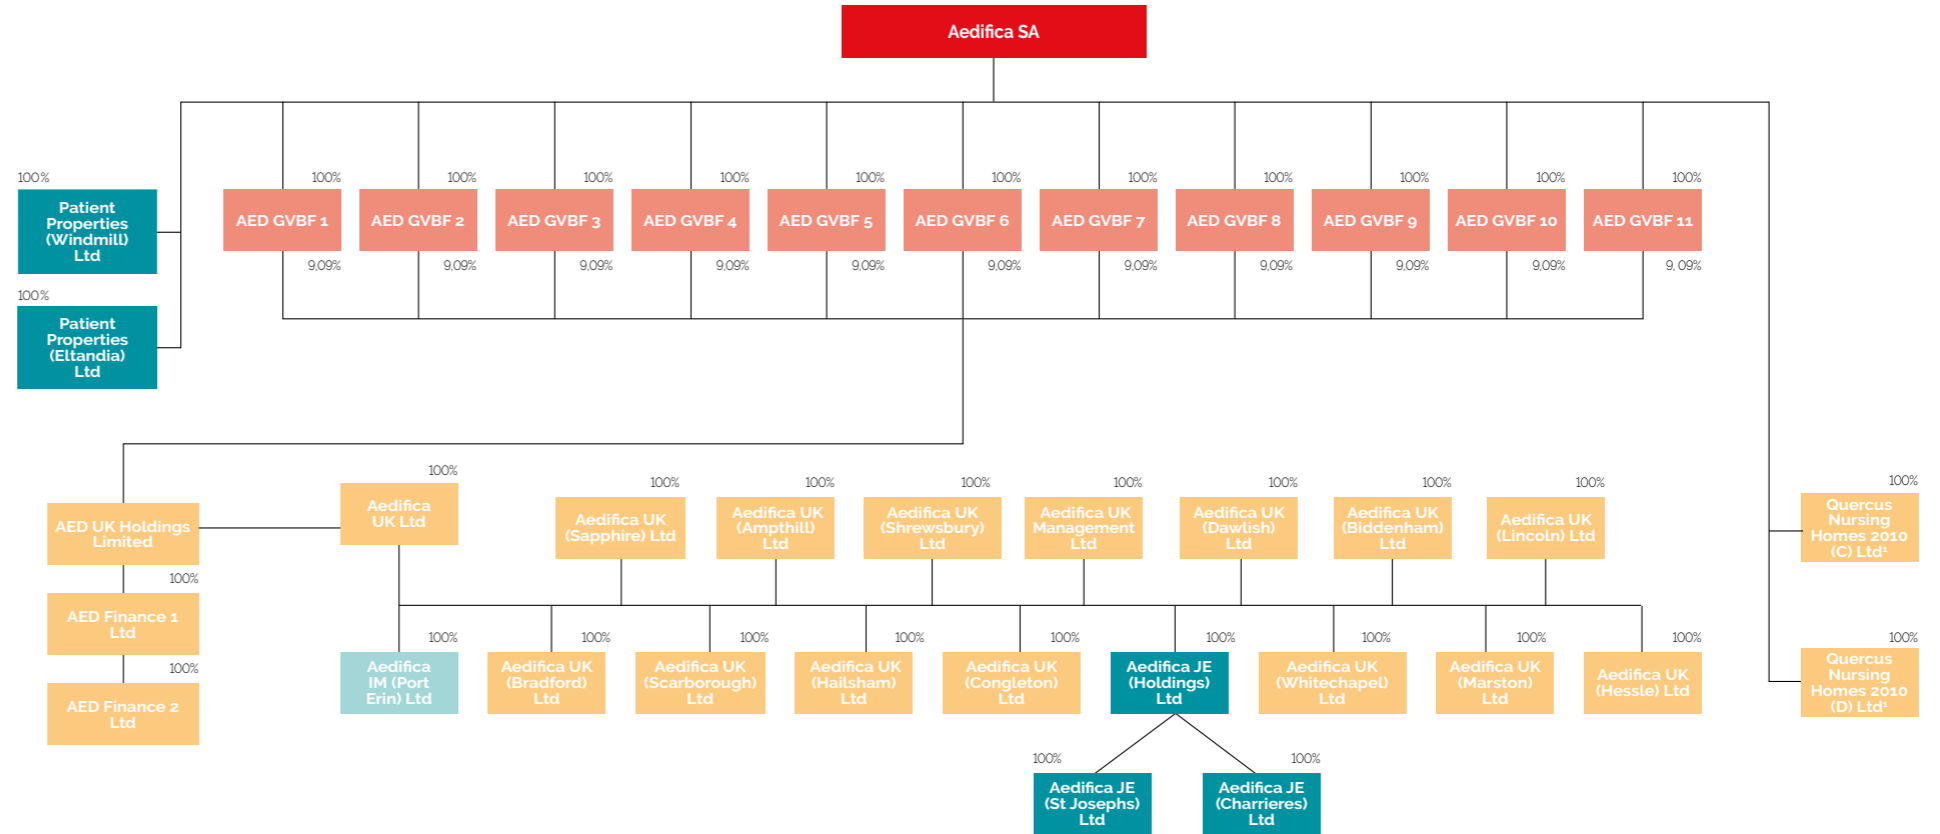 Aedifica SA
100%
Patient
Properties
(Windmill)
Ltd
100%
Patient
Properties
(Eltandia)
Ltd
100%
AED GVBF 1
9,09%
100%
AED GVBF 2
9,09%
100%
AED GVBF 3
9,09%
100%
AED GVBF 4
9,09%
100%
AED GVBF 5
9,09%
100%
AED GVBF 6
9,09%
100%
AED GVBF 7
9,09%
100%
AED GVBF 8
9,09%
100%
AED GVBF 9
9,09%
100%
AED GVBF 10
9,09%
100%
AED GVBF 11
9, 09%
AED UK Holdings
Limited
100%
AED Finance 1
Ltd
100%
AED Finance 2
Ltd
100%
Aedifica
UK Ltd
100%
Aedifica UK
(Sapphire) Ltd
100%
Aedifica UK
(Ampthill)
Ltd
100%
Aedifica UK
(Shrewsbury)
Ltd
100%
Aedifica UK
Management
Ltd
100%
Aedifica UK
(Dawlish)
Ltd
100%
Aedifica UK
(Biddenham)
Ltd
100%
Aedifica UK
(Lincoln) Ltd
100%
Aedifica
IM (Port
Erin) Ltd
100%
Aedifica UK
(Bradford)
Ltd
100%
Aedifica UK
(Scarborough)
Ltd
100%
Aedifica UK
(Hailsham)
Ltd
100%
Aedifica UK
(Congleton)
Ltd
100%
Aedifica JE
(Holdings)
Ltd
100%
Aedifica UK
(Whitechapel)
Ltd
100%
Aedifica UK
(Marston)
Ltd
100%
Aedifica UK
(Hessle) Ltd
100%
Aedifica JE
(St Josephs)
Ltd
100%
Aedifica JE
(Charrieres)
Ltd
100%
Quercus
Nursing
Homes 2010
(C) Ltd¹
100%
Quercus
Nursing
Homes 2010
(D) Ltd¹